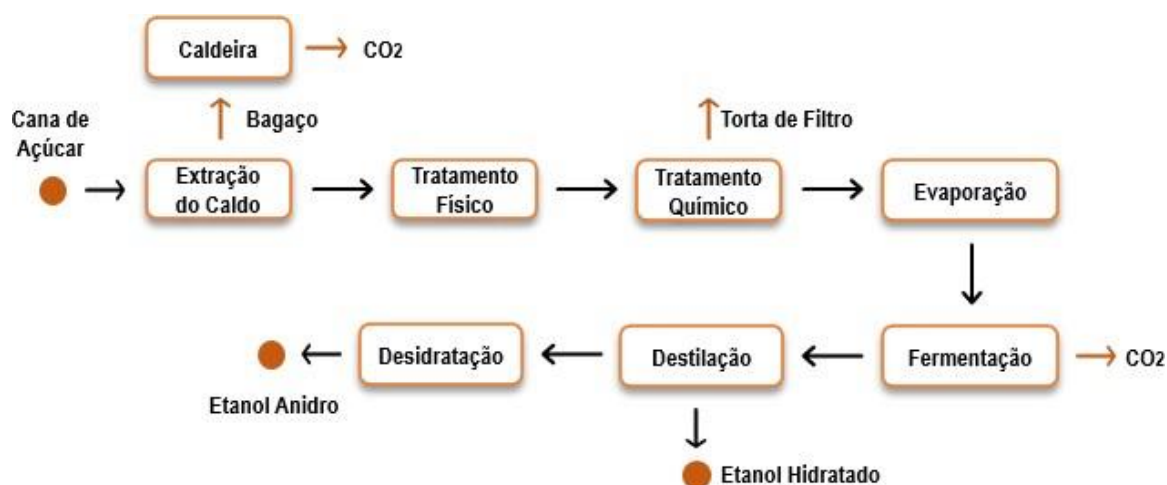 Caldeira
CO2
Cana de
Açúcar
Bagaço
Torta de Filtro
Extração
do Caldo
Tratamento
Físico
Tratamento
Químico
Evaporação
Etanol Anidro
Desidratação
Destilação
Fermentação
CO2
Etanol Hidratado